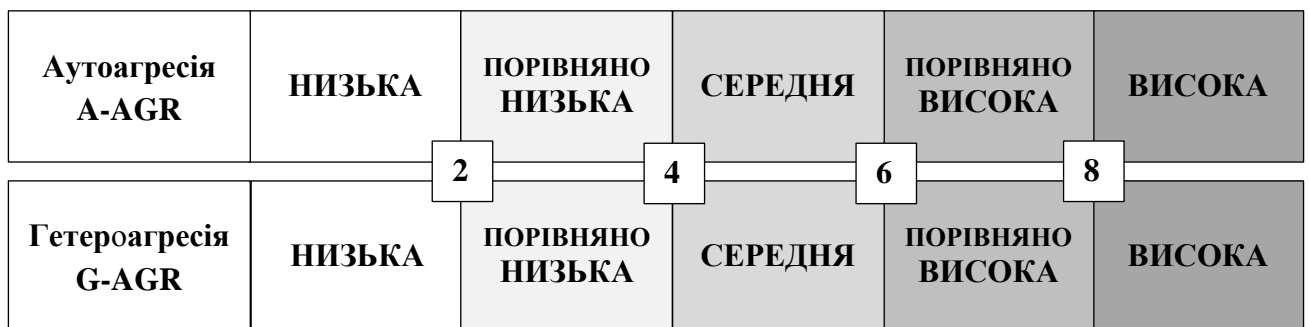 Аутоагресія
A-AGR
НИЗЬКА
ПОРІВНЯНО
НИЗЬКА
СЕРЕДНЯ
ПОРІВНЯНО
ВИСОКА
ВИСОКА
2
4
6
8
Гетероагресія
G-AGR
НИЗЬКА
ПОРІВНЯНО
НИЗЬКА
СЕРЕДНЯ
ПОРІВНЯНО
ВИСОКА
ВИСОКА